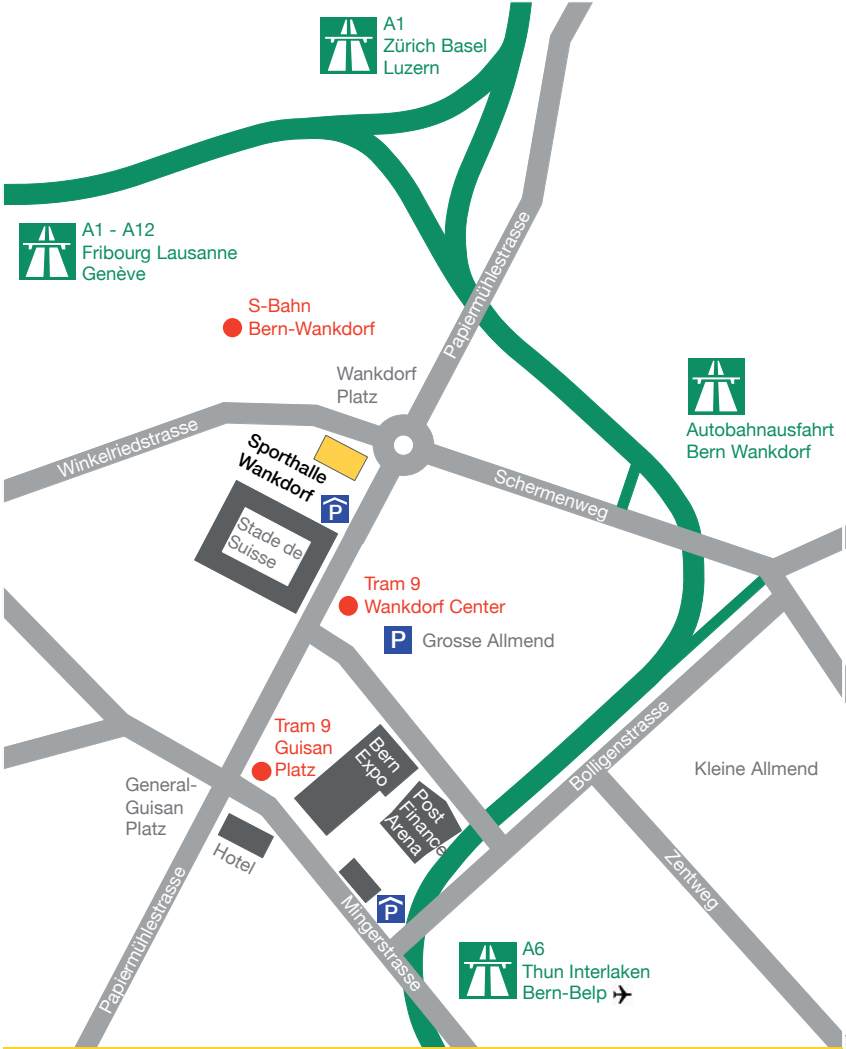 A1
Zürich Basel
Luzern
A1 - A12
Fribourg Lausanne
Genève
Papiermühlestrasse
S-Bahn
Bern-Wankdorf
Wankdorf
Platz
Autobahnausfahrt
Bern Wankdorf
Winkelriedstrasse
Sporthalle
Wankdorf
P
Schermenweg
Stade de
Suisse
Tram 9
Wankdorf Center
P
Grosse Allmend
Tram 9
Guisan
Platz
Bern
Expo
Bolligenstrasse
Kleine Allmend
General-
Guisan
Platz
Post
Finance
Arena
Hotel
Zentweg
Papiermühlestrasse
P
Mingerstrasse
A6
Thun Interlaken
Bern-Belp